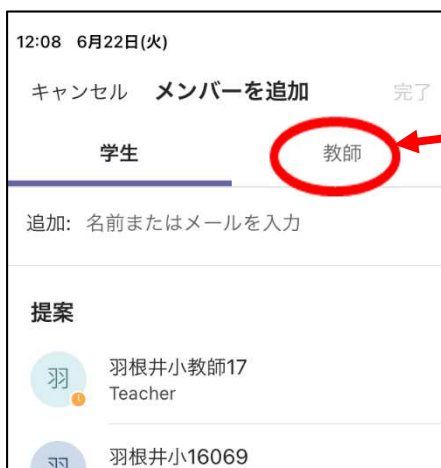 12:08 6月22日(火)
キャンセル メンバーを追加 完了
学生 教師
追加: 名前またはメールを入力
提案
羽 羽根井小教師17
Teacher
羽根井小16069